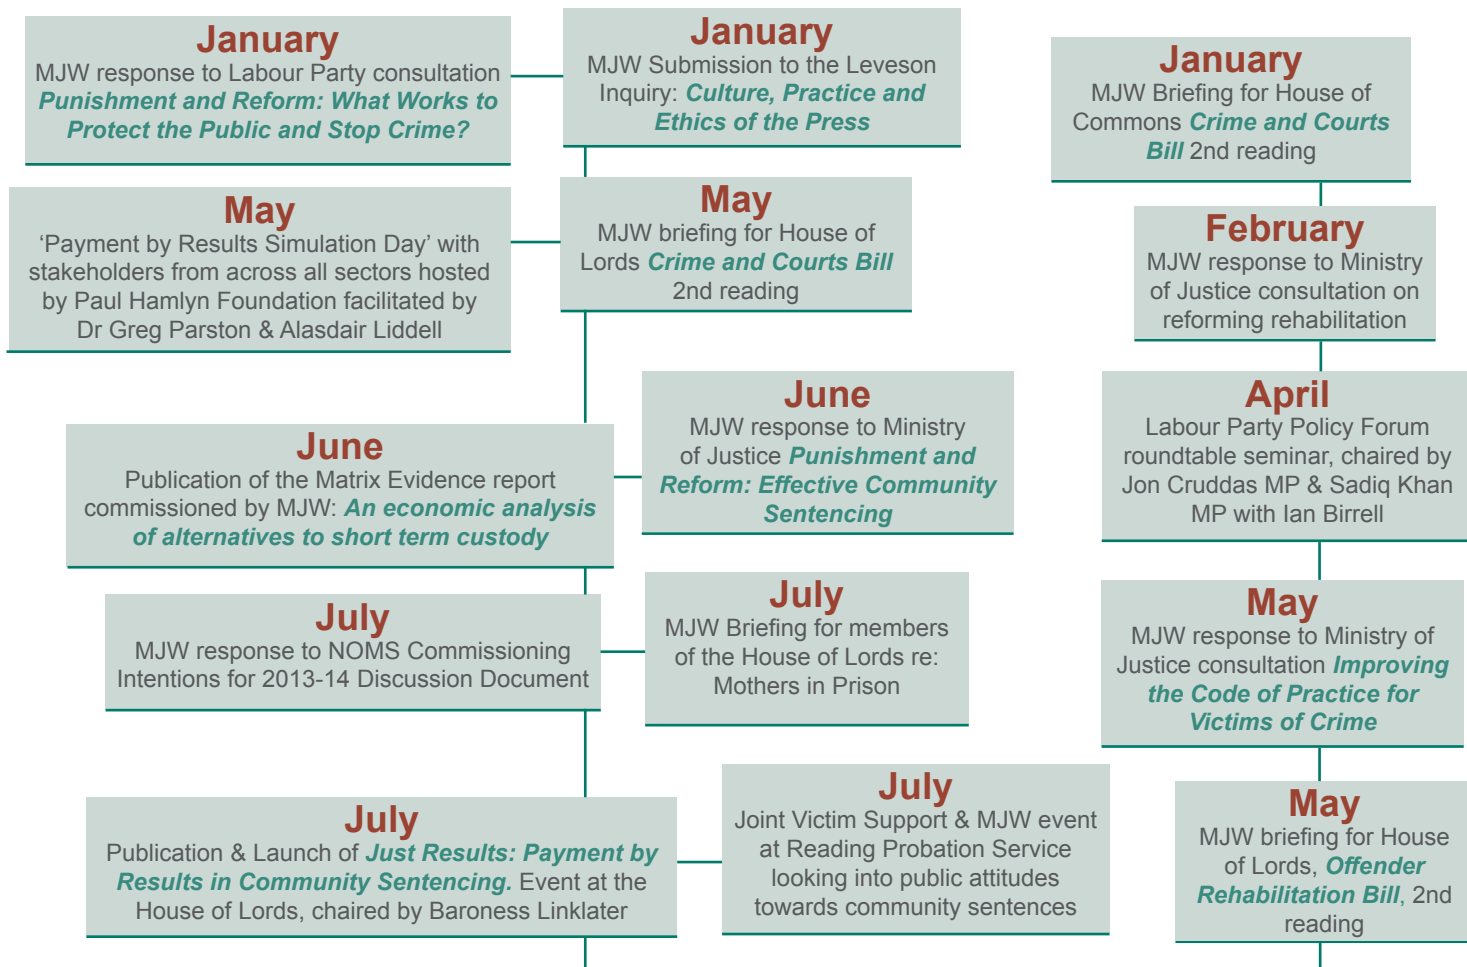 January
MJW response to Labour Party consultation
Punishment and Reform: What Works to
Protect the Public and Stop Crime?
January
MJW Submission to the Leveson
Inquiry: Culture, Practice and
Ethics of the Press
May
‘Payment by Results Simulation Day’ with
stakeholders from across all sectors hosted
by Paul Hamlyn Foundation facilitated by
Dr Greg Parston & Alasdair Liddell
May
MJW briefing for House of
Lords Crime and Courts Bill
2nd reading
June
Publication of the Matrix Evidence report
commissioned by MJW: An economic analysis
of alternatives to short term custody
June
MJW response to Ministry
of Justice Punishment and
Reform: Effective Community
Sentencing
July
MJW response to NOMS Commissioning
Intentions for 2013-14 Discussion Document
July
MJW Briefing for members
of the House of Lords re:
Mothers in Prison
July
Publication & Launch of Just Results: Payment by
Results in Community Sentencing. Event at the
House of Lords, chaired by Baroness Linklater
July
Joint Victim Support & MJW event
at Reading Probation Service
looking into public attitudes
towards community sentences
January
MJW Briefing for House of
Commons Crime and Courts
Bill 2nd reading
February
MJW response to Ministry
of Justice consultation on
reforming rehabilitation
April
Labour Party Policy Forum
roundtable seminar, chaired by
Jon Cruddas MP & Sadiq Khan
MP with Ian Birrell
May
MJW response to Ministry of
Justice consultation Improving
the Code of Practice for
Victims of Crime
May
MJW briefing for House
of Lords, Offender
Rehabilitation Bill, 2nd
reading